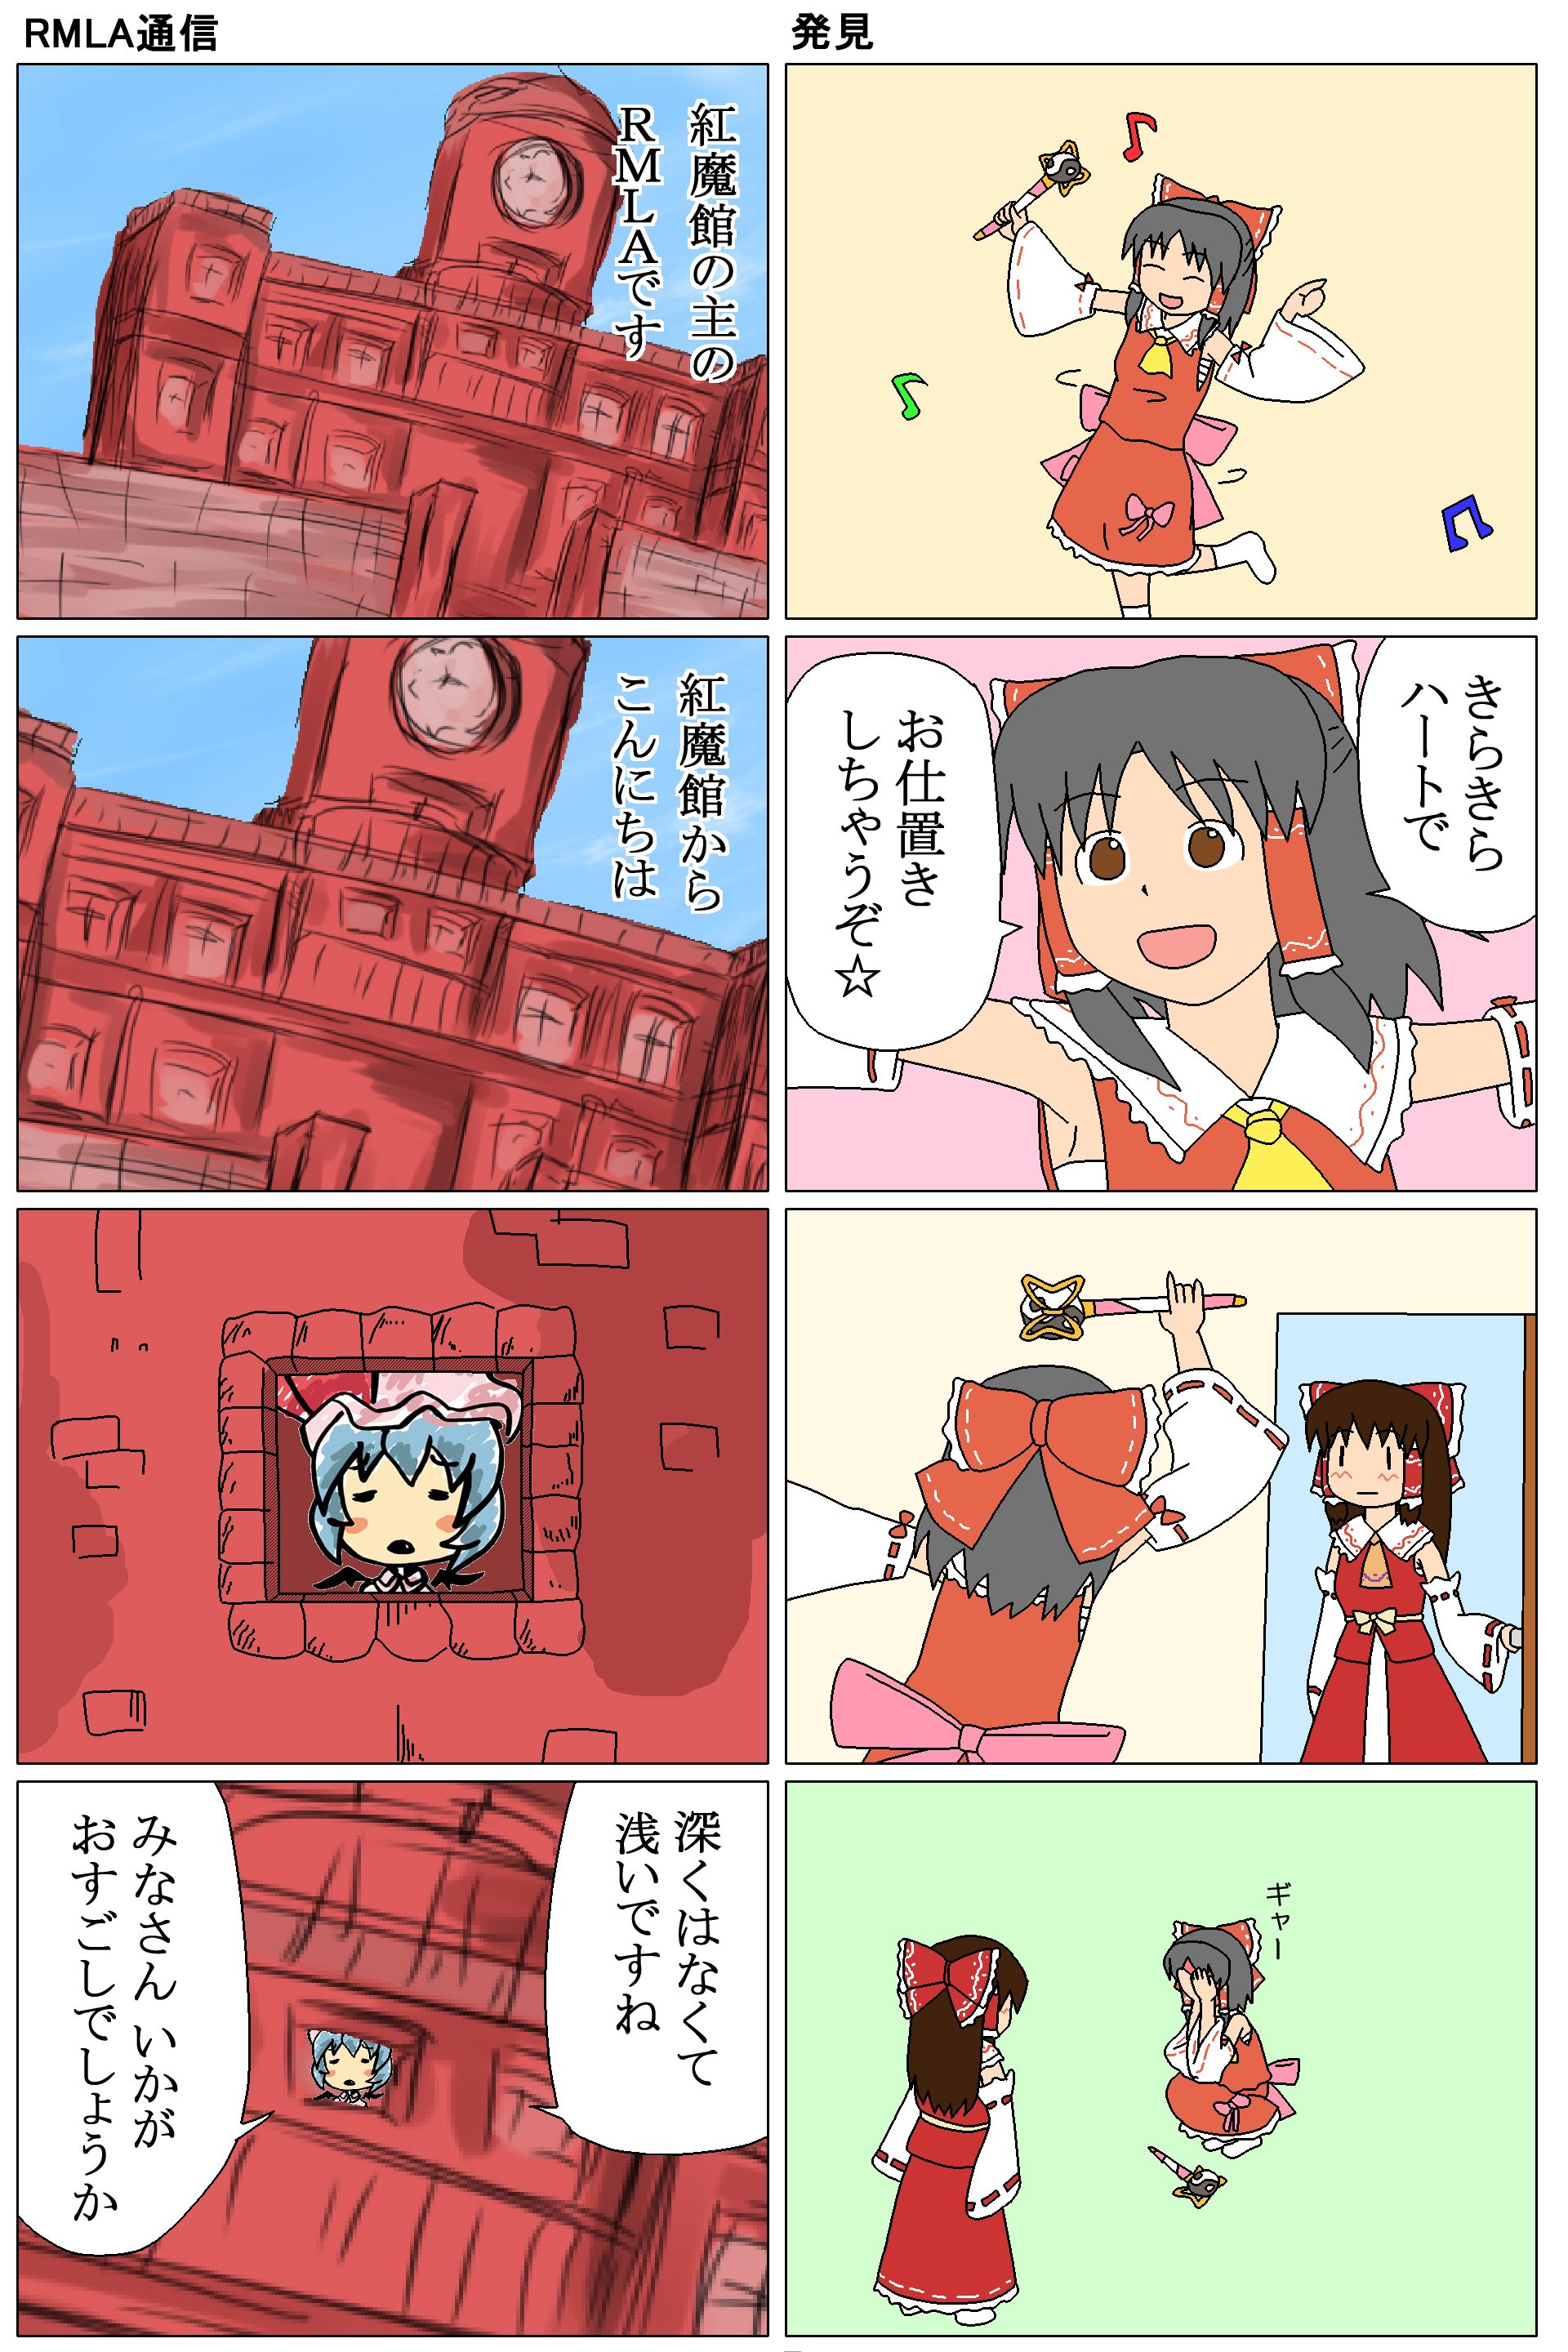 発見
きらきら
ハートで
お仕置き
しちゃうぞ☆
ギャー
RMLA通信
紅魔館の主の
RMLAです
紅魔館から
こんにちは
深くはなくて
浅いですね
みなさん いかが
おすごしでしょうか